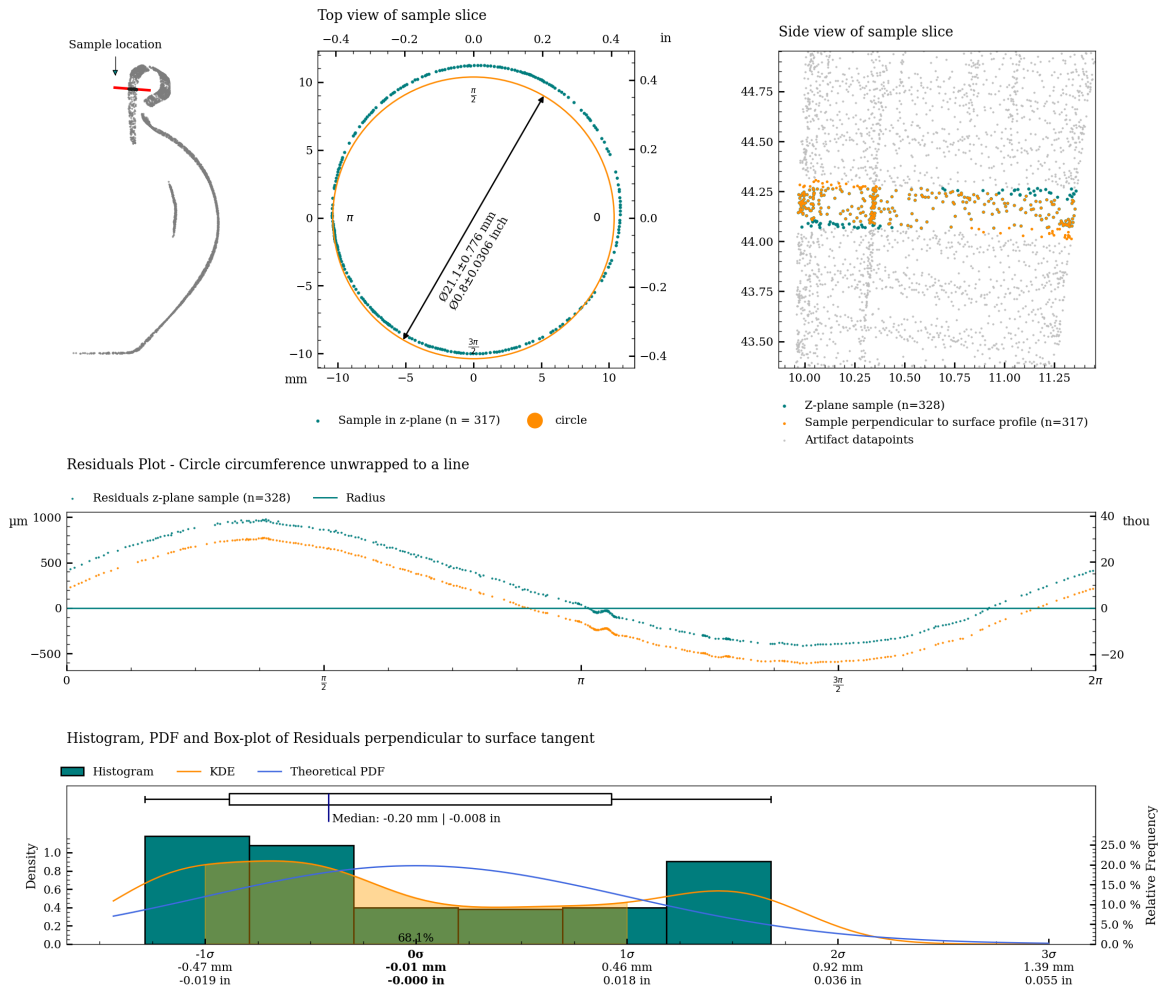 Sample location
Top view of sample slice
−0.4 −0.2 0.0 0.2 0.4 in
10
5
0
−5
−10
mm
−10 −5 0 5 10
0.4
0.2
0.0
−0.2
−0.4
π/2
π
0
3π/2
Ø21.1±0.776 mm
Ø0.8±0.0306 inch
Sample in z-plane (n = 317) circle
Side view of sample slice
44.75
44.50
44.25
44.00
43.75
43.50
10.00 10.25 10.50 10.75 11.00 11.25
Z-plane sample (n=328)
Sample perpendicular to surface profile (n=317)
Artifact datapoints
Residuals Plot - Circle circumference unwrapped to a line
Residuals z-plane sample (n=328) Radius
µm
1000
500
0
−500
40
20
0
−20
thou
0 π/2 π 3π/2 2π
Histogram, PDF and Box-plot of Residuals perpendicular to surface tangent
Histogram KDE Theoretical PDF
Median: -0.20 mm | -0.008 in
Density
1.0
0.8
0.6
0.4
0.2
0.0
25.0 %
20.0 %
15.0 %
10.0 %
5.0 %
0.0 %
Relative Frequency
68.1%
-1σ 0σ 1σ 2σ 3σ
-0.47 mm -0.01 mm 0.46 mm 0.92 mm 1.39 mm
-0.019 in -0.000 in 0.018 in 0.036 in 0.055 in